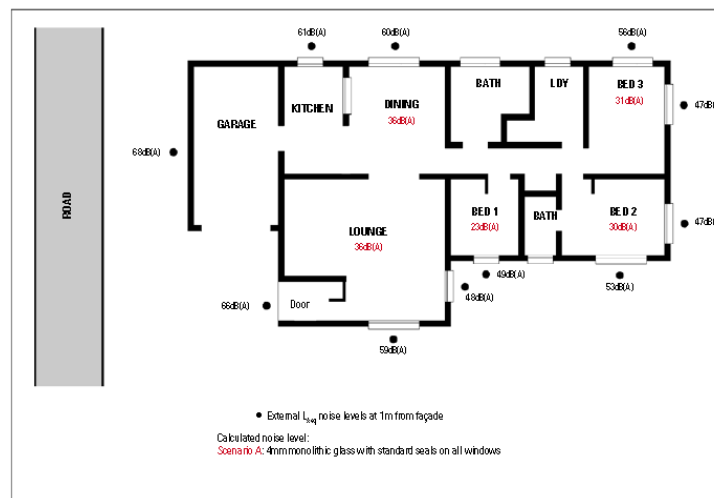 61dB(A)
60dB(A)
56dB(A)
KITCHEN
DINING
36dB(A)
BATH
LDY
BED 3
31dB(A)
47dB(A)
GARAGE
68dB(A)
ROAD
LOUNGE
36dB(A)
BED 1
23dB(A)
BATH
BED 2
30dB(A)
47dB(A)
49dB(A)
48dB(A)
53dB(A)
66dB(A)
Door
59dB(A)
External Laeq noise levels at 1m from façade
Calculated noise level:
Scenario A: 4mm monolithic glass with standard seals on all windows